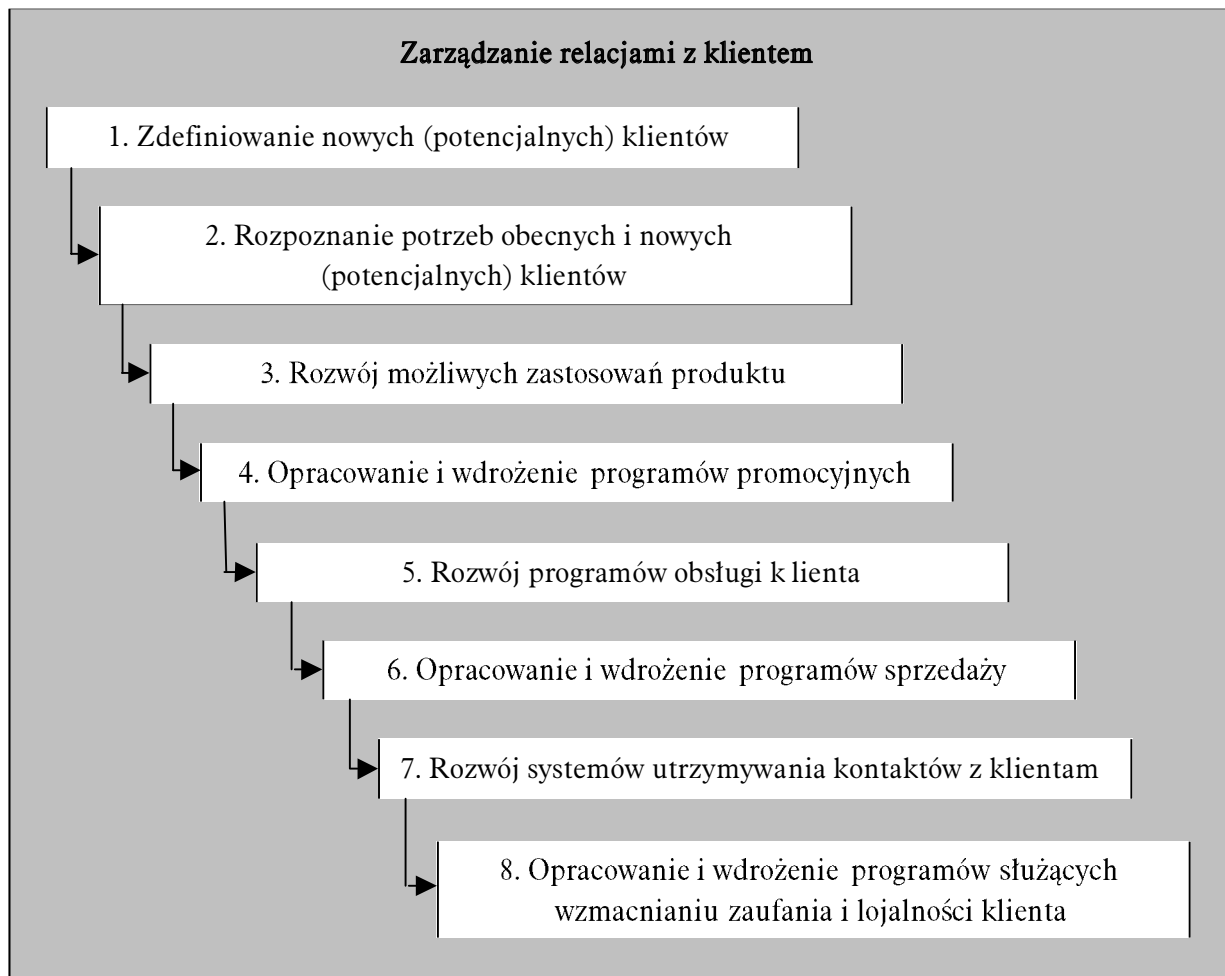 Zarządzanie relacjami z klientem
1. Zdefiniowanie nowych (potencjalnych) klientów
2. Rozpoznanie potrzeb obecnych i nowych
(potencjalnych) klientów
3. Rozwój możliwych zastosowań produktu
4. Opracowanie i wdrożenie programów promocyjnych
5. Rozwój programów obsługi k lienta
6. Opracowanie i wdrożenie programów sprzedaży
7. Rozwój systemów utrzymywania kontaktów z klientam
8. Opracowanie i wdrożenie programów służących
wzmacnianiu zaufania i lojalności klienta